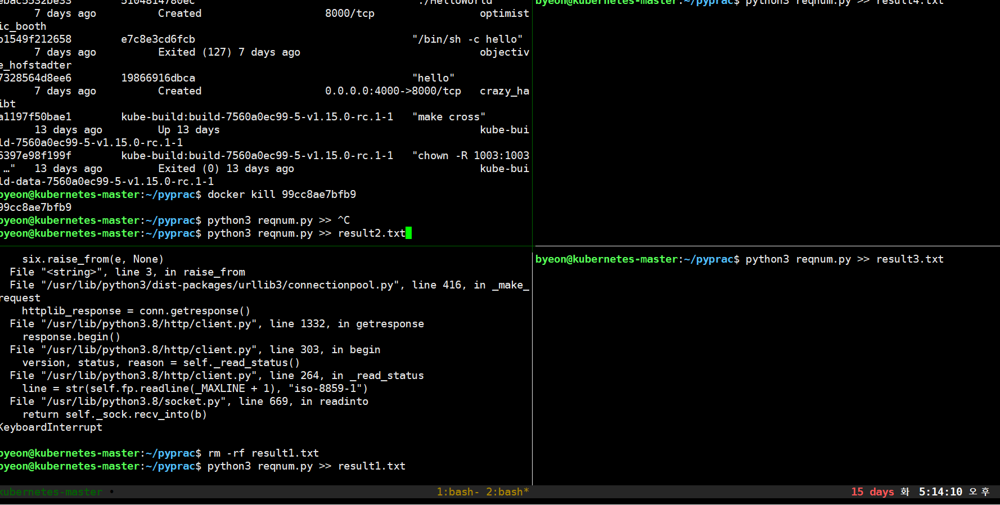 ebac5532be33        5104814780ec                                    "./HelloWorld"
      7 days ago          Created                    8000/tcp                 optimist
ic_booth
b1549f212658        e7c8e3cd6fcb                                    "/bin/sh -c hello"
      7 days ago          Exited (127) 7 days ago                             objectiv
e_hofstadter
7328564d8ee6        19866916dbca                                    "hello"
      7 days ago          Created                    0.0.0.0:4000->8000/tcp   crazy_ha
ibt
a1197f50bae1        kube-build:build-7560a0ec99-5-v1.15.0-rc.1-1   "make cross"
      13 days ago         Up 13 days                                          kube-bui
ld-7560a0ec99-5-v1.15.0-rc.1-1
6397e98f199f        kube-build:build-7560a0ec99-5-v1.15.0-rc.1-1   "chown -R 1003:1003
 …"   13 days ago         Exited (0) 13 days ago                              kube-bui
ld-data-7560a0ec99-5-v1.15.0-rc.1-1
byeon@kubernetes-master:~/pyprac$ docker kill 99cc8ae7bfb9
99cc8ae7bfb9
byeon@kubernetes-master:~/pyprac$ python3 reqnum.py >> ^C
byeon@kubernetes-master:~/pyprac$ python3 reqnum.py >> result2.txt
byeon@kubernetes-master:~/pyprac$ python3 reqnum.py >> result4.txt
    six.raise_from(e, None)
  File "<string>", line 3, in raise_from
  File "/usr/lib/python3/dist-packages/urllib3/connectionpool.py", line 416, in _make_
request
    httplib_response = conn.getresponse()
  File "/usr/lib/python3.8/http/client.py", line 1332, in getresponse
    response.begin()
  File "/usr/lib/python3.8/http/client.py", line 303, in begin
    version, status, reason = self._read_status()
  File "/usr/lib/python3.8/http/client.py", line 264, in _read_status
    line = str(self.fp.readline(_MAXLINE + 1), "iso-8859-1")
  File "/usr/lib/python3.8/socket.py", line 669, in readinto
    return self._sock.recv_into(b)
KeyboardInterrupt
byeon@kubernetes-master:~/pyprac$ rm -rf result1.txt
byeon@kubernetes-master:~/pyprac$ python3 reqnum.py >> result1.txt
byeon@kubernetes-master:~/pyprac$ python3 reqnum.py >> result3.txt
kubernetes-master • 1:bash- 2:bash* 15 days 화 5:14:10 오후